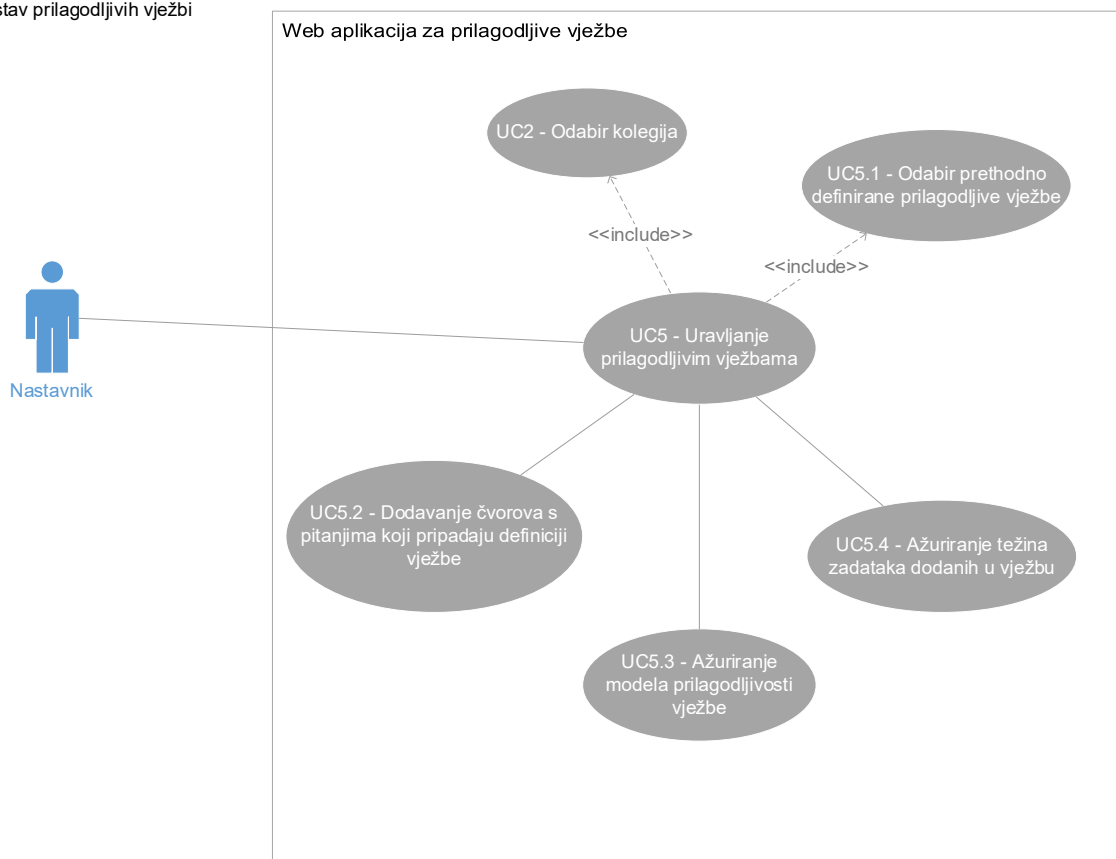 stav prilagodljivih vježbi
Web aplikacija za prilagodljive vježbe
UC2 - Odabir kolegija
UC5.1 - Odabir prethodno
definirane prilagodljive vježbe
<<include>>
<<include>>
UC5 - Uravljanje
prilagodljivim vježbama
Nastavnik
UC5.2 - Dodavanje čvorova s
pitanjima koji pripadaju definiciji
vježbe
UC5.4 - Ažuriranje težina
zadataka dodanih u vježbu
UC5.3 - Ažuriranje
modela prilagodljivosti
vježbe